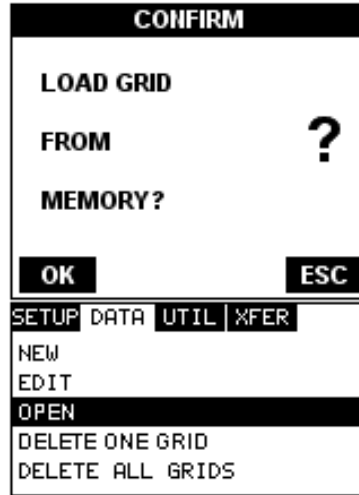 CONFIRM
LOAD GRID
FROM
?
MEMORY?
OK ESC
SETUP DATA UTIL XFER
NEW
EDIT
OPEN
DELETE ONE GRID
DELETE ALL GRIDS